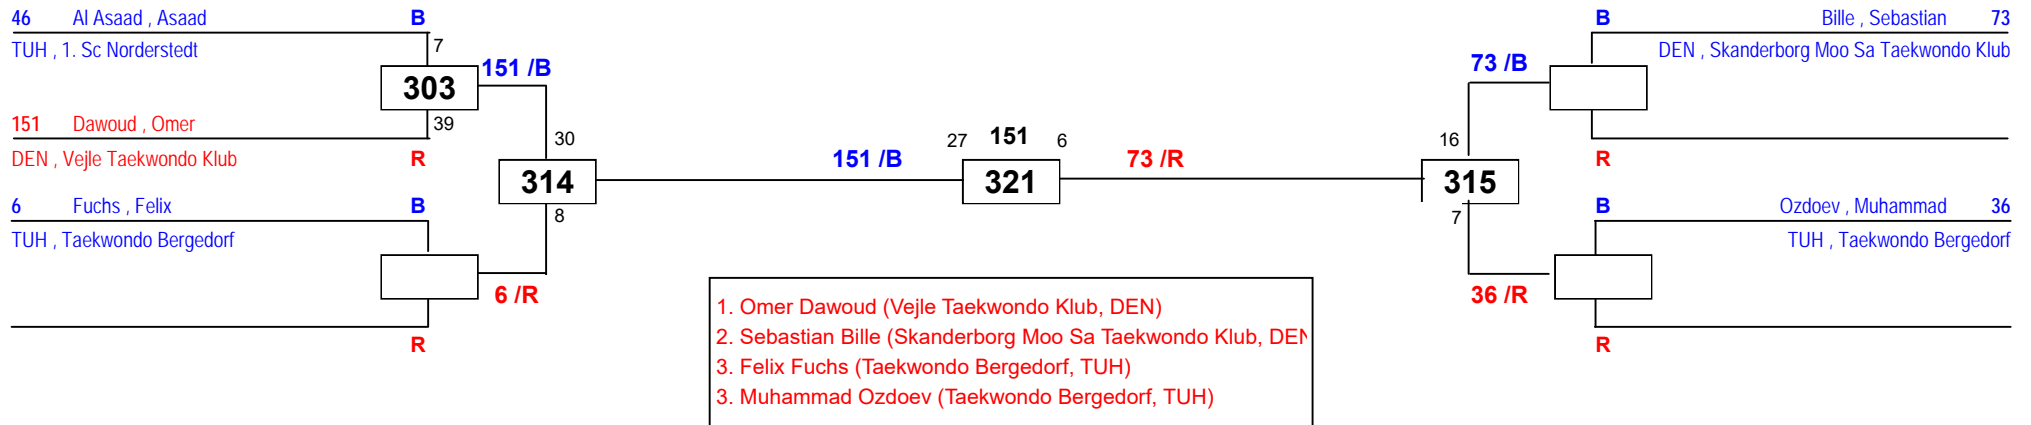 46 Al Asaad , Asaad B
TUH , 1. Sc Norderstedt
7
303
151 /B
39
151 Dawoud , Omer
DEN , Vejle Taekwondo Klub R
30
314
8
6 Fuchs , Felix B
TUH , Taekwondo Bergedorf
6 /R
R
151 /B
27 151 6
321
73 /R
B Bille , Sebastian 73
DEN , Skanderborg Moo Sa Taekwondo Klub
73 /B
R
16
315
7
B Ozdoev , Muhammad 36
TUH , Taekwondo Bergedorf
36 /R
R
1. Omer Dawoud (Vejle Taekwondo Klub, DEN)
2. Sebastian Bille (Skanderborg Moo Sa Taekwondo Klub, DEN
3. Felix Fuchs (Taekwondo Bergedorf, TUH)
3. Muhammad Ozdoev (Taekwondo Bergedorf, TUH)